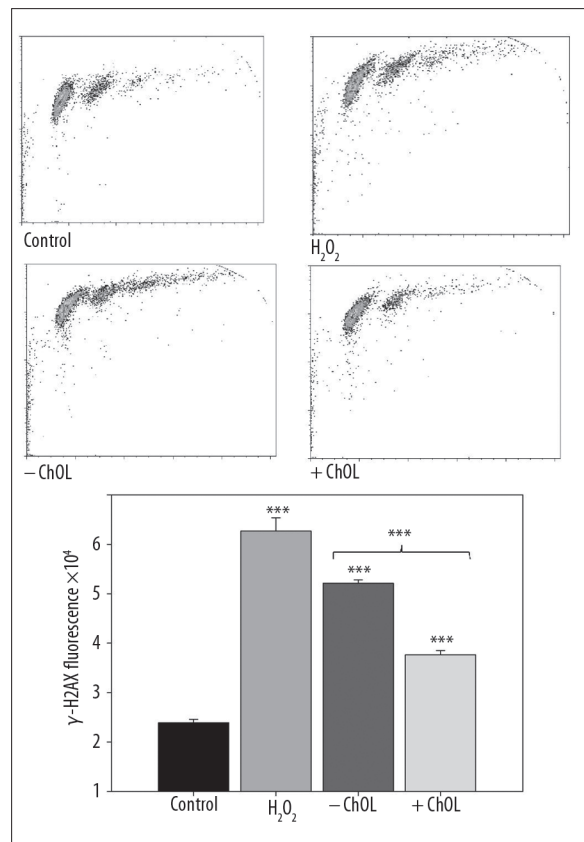 Control
H₂O₂
– ChOL
+ ChOL
γ-H2AX fluorescence ×10⁴
6
5
4
3
2
1
***
***
***
***
Control
H₂O₂
– ChOL
+ ChOL